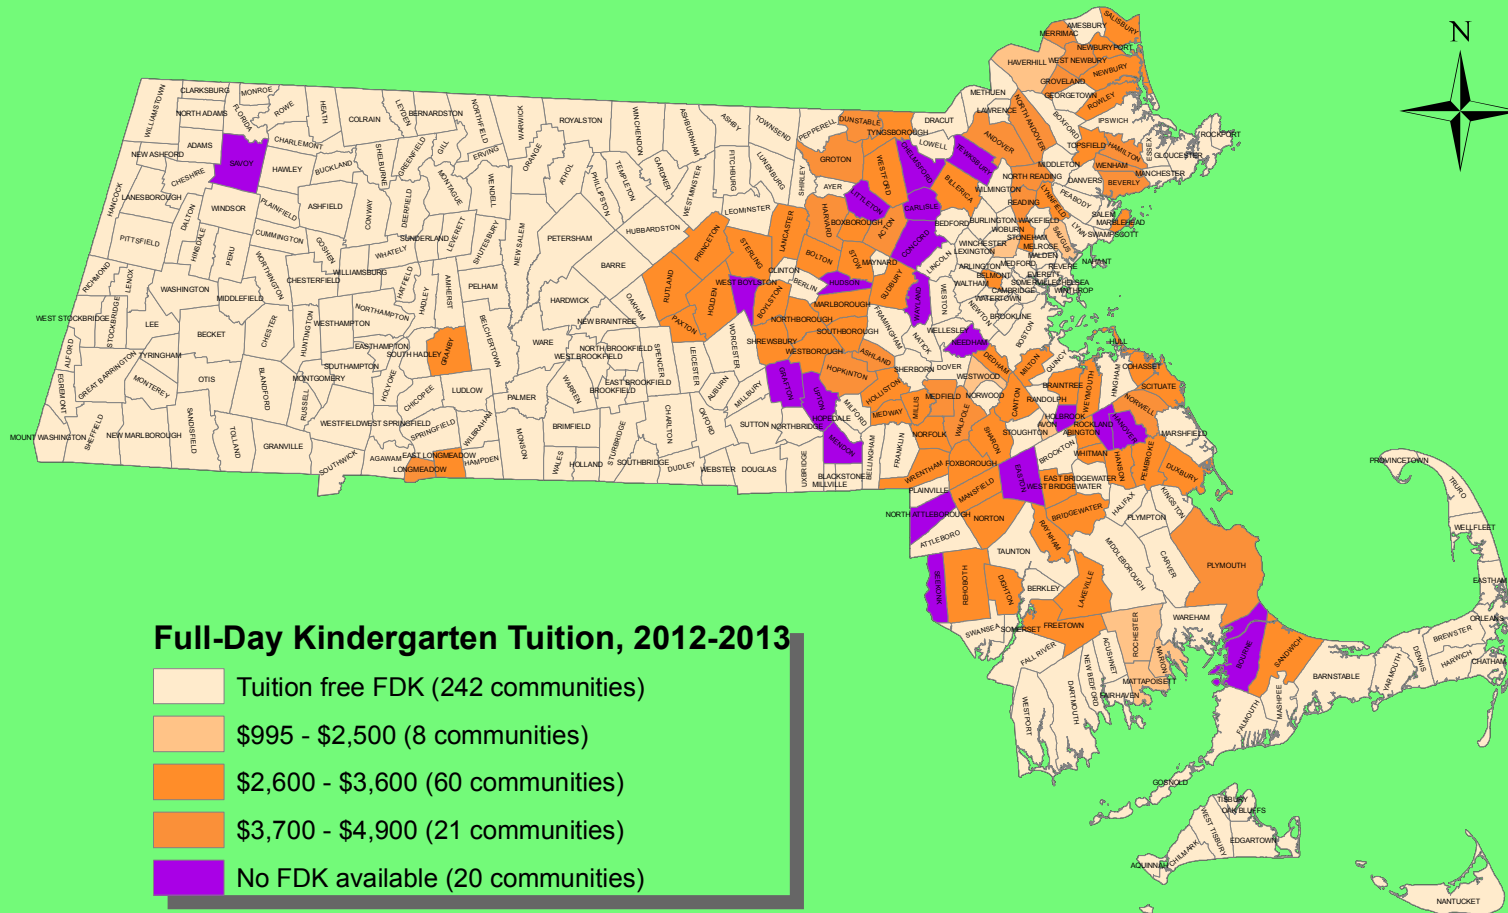 N
AMESBURY
SALISBURY
MERRIMAC
NEWBURYPORT
HAVERHILL
WEST NEWBURY
NEWBURY
GROVELAND
GEORGETOWN
ROWLEY
METHUEN
LAWRENCE
NORTH ANDOVER
BOXFORD
IPSWICH
ROCKPORT
ESSEX
GLOUCESTER
ANDOVER
TOPSFIELD
HAMILTON
WENHAM
MANCHESTER
MIDDLETON
DANVERS
BEVERLY
DRACUT
LOWELL
DUNSTABLE
TYNGSBOROUGH
PEPPERELL
GROTON
WESTFORD
CHELMSFORD
TEWKSBURY
BILLERICA
WILMINGTON
NORTH READING
READING
LYNNFIELD
PEABODY
SALEM
MARBLEHEAD
SWAMPSCOTT
LYNN
SAUGUS
NAHANT
WAKEFIELD
BURLINGTON
WOBURN
STONEHAM
MELROSE
MALDEN
MEDFORD
REVERE
EVERETT
CHELSEA
WINTHROP
SOMERVILLE
CAMBRIDGE
WINCHESTER
LEXINGTON
ARLINGTON
BELMONT
WALTHAM
WATERTOWN
BEDFORD
CARLISLE
CONCORD
LINCOLN
LITTLETON
AYER
SHIRLEY
HARVARD
BOXBOROUGH
ACTON
MAYNARD
STOW
BOLTON
HUDSON
SUDBURY
WAYLAND
WESTON
NEWTON
BROOKLINE
BOSTON
WELLESLEY
NEEDHAM
NATICK
FRAMINGHAM
MARLBOROUGH
BERLIN
CLINTON
LANCASTER
STERLING
PRINCETON
WEST BOYLSTON
BOYLSTON
HOLDEN
RUTLAND
PAXTON
WORCESTER
SHREWSBURY
NORTHBOROUGH
SOUTHBOROUGH
WESTBOROUGH
HOPKINTON
ASHLAND
SHERBORN
DOVER
HOLLISTON
MEDWAY
MILLIS
MEDFIELD
WESTWOOD
DEDHAM
NORWOOD
MILTON
QUINCY
CANTON
RANDOLPH
BRAINTREE
WEYMOUTH
HINGHAM
HULL
COHASSET
SCITUATE
NORWELL
HOLBROOK
AVON
ROCKLAND
HANOVER
ABINGTON
MARSHFIELD
STOUGHTON
SHARON
WALPOLE
NORFOLK
FRANKLIN
BELLINGHAM
MILFORD
HOPEDALE
MENDON
UPTON
GRAFTON
MILLBURY
AUBURN
LEICESTER
SPENCER
SUTTON
NORTHBRIDGE
UXBRIDGE
BLACKSTONE
MILLVILLE
DOUGLAS
WEBSTER
DUDLEY
OXFORD
CHARLTON
SOUTHBRIDGE
STURBRIDGE
HOLLAND
WALES
BRIMFIELD
MONSON
PALMER
WARREN
WARE
WEST BROOKFIELD
NORTH BROOKFIELD
EAST BROOKFIELD
BROOKFIELD
NEW BRAINTREE
OAKHAM
HARDWICK
BARRE
HUBBARDSTON
PETERSHAM
NEW SALEM
PHILLIPSTON
TEMPLETON
ATHOL
ORANGE
ROYALSTON
WINCHENDON
GARDNER
WESTMINSTER
ASHBURNHAM
ASHBY
TOWNSEND
FITCHBURG
LUNENBURG
LEOMINSTER
WARWICK
NORTHFIELD
ERVING
WENDELL
BERNARDSTON
GILL
MONTAGUE
GREENFIELD
LEYDEN
COLRAIN
HEATH
SHELBURNE
DEERFIELD
LEVERETT
SHUTESBURY
SUNDERLAND
WHATELY
CONWAY
ASHFIELD
BUCKLAND
CHARLEMONT
HAWLEY
ROWE
MONROE
FLORIDA
CLARKSBURG
NORTH ADAMS
WILLIAMSTOWN
ADAMS
NEW ASHFORD
CHESHIRE
SAVOY
WINDSOR
PLAINFIELD
CUMMINGTON
GOSHEN
LANESBOROUGH
HANCOCK
DALTON
PITTSFIELD
HINSDALE
PERU
WORTHINGTON
CHESTERFIELD
WILLIAMSBURG
HATFIELD
HADLEY
AMHERST
PELHAM
BELCHERTOWN
GRANBY
SOUTH HADLEY
NORTHAMPTON
WESTHAMPTON
EASTHAMPTON
SOUTHAMPTON
HUNTINGTON
CHESTER
MIDDLEFIELD
WASHINGTON
RICHMOND
LENOX
WEST STOCKBRIDGE
STOCKBRIDGE
LEE
BECKET
TYRINGHAM
ALFORD
GREAT BARRINGTON
MONTEREY
OTIS
BLANDFORD
MONTGOMERY
RUSSELL
EGREMONT
MOUNT WASHINGTON
SHEFFIELD
NEW MARLBOROUGH
SANDISFIELD
TOLLAND
GRANVILLE
SOUTHWICK
WESTFIELD
WEST SPRINGFIELD
HOLYOKE
CHICOPEE
SPRINGFIELD
LUDLOW
WILBRAHAM
AGAWAM
EAST LONGMEADOW
LONGMEADOW
HAMPDEN
WRENTHAM
FOXBOROUGH
PLAINVILLE
MANSFIELD
EASTON
NORTH ATTLEBOROUGH
ATTLEBORO
NORTON
BROCKTON
WHITMAN
HANSON
PEMBROKE
DUXBURY
EAST BRIDGEWATER
WEST BRIDGEWATER
BRIDGEWATER
HALIFAX
KINGSTON
PLYMPTON
RAYNHAM
TAUNTON
MIDDLEBOROUGH
CARVER
PLYMOUTH
SEEKONK
REHOBOTH
DIGHTON
BERKLEY
LAKEVILLE
SWANSEA
SOMERSET
FREETOWN
FALL RIVER
ROCHESTER
WAREHAM
MARION
MATTAPOISETT
ACUSHNET
NEW BEDFORD
FAIRHAVEN
DARTMOUTH
WESTPORT
BOURNE
SANDWICH
FALMOUTH
MASHPEE
BARNSTABLE
YARMOUTH
DENNIS
HARWICH
BREWSTER
CHATHAM
ORLEANS
EASTHAM
WELLFLEET
TRURO
PROVINCETOWN
GOSNOLD
TISBURY
OAK BLUFFS
WEST TISBURY
EDGARTOWN
CHILMARK
AQUINNAH
NANTUCKET
Full-Day Kindergarten Tuition, 2012-2013
Tuition free FDK (242 communities)
$995 - $2,500 (8 communities)
$2,600 - $3,600 (60 communities)
$3,700 - $4,900 (21 communities)
No FDK available (20 communities)